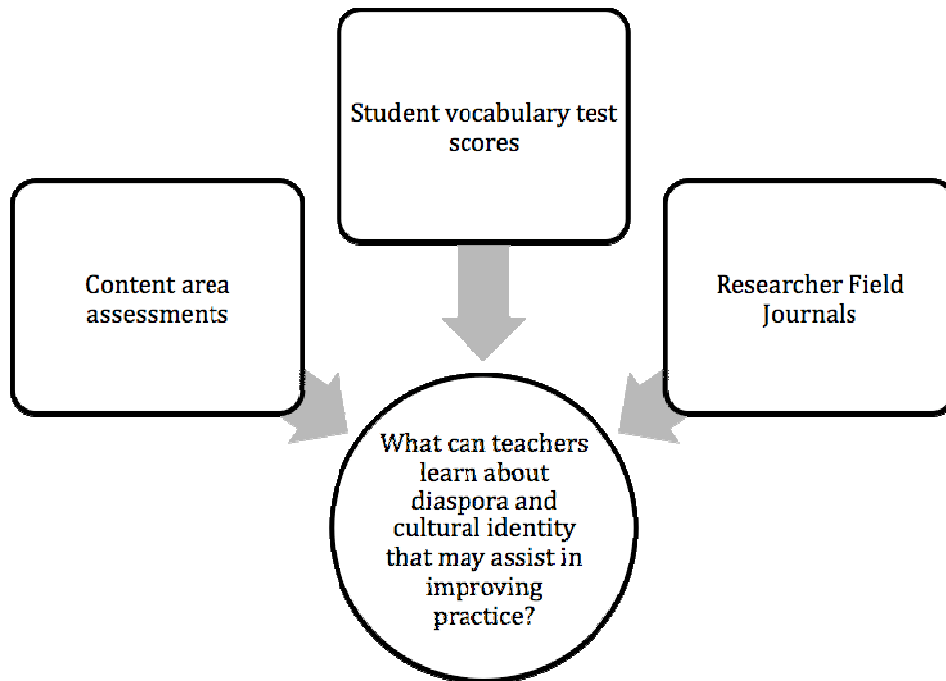 Student vocabulary test
scores
Content area
assessments
Researcher Field
Journals
What can teachers
learn about
diaspora and
cultural identity
that may assist in
improving
practice?